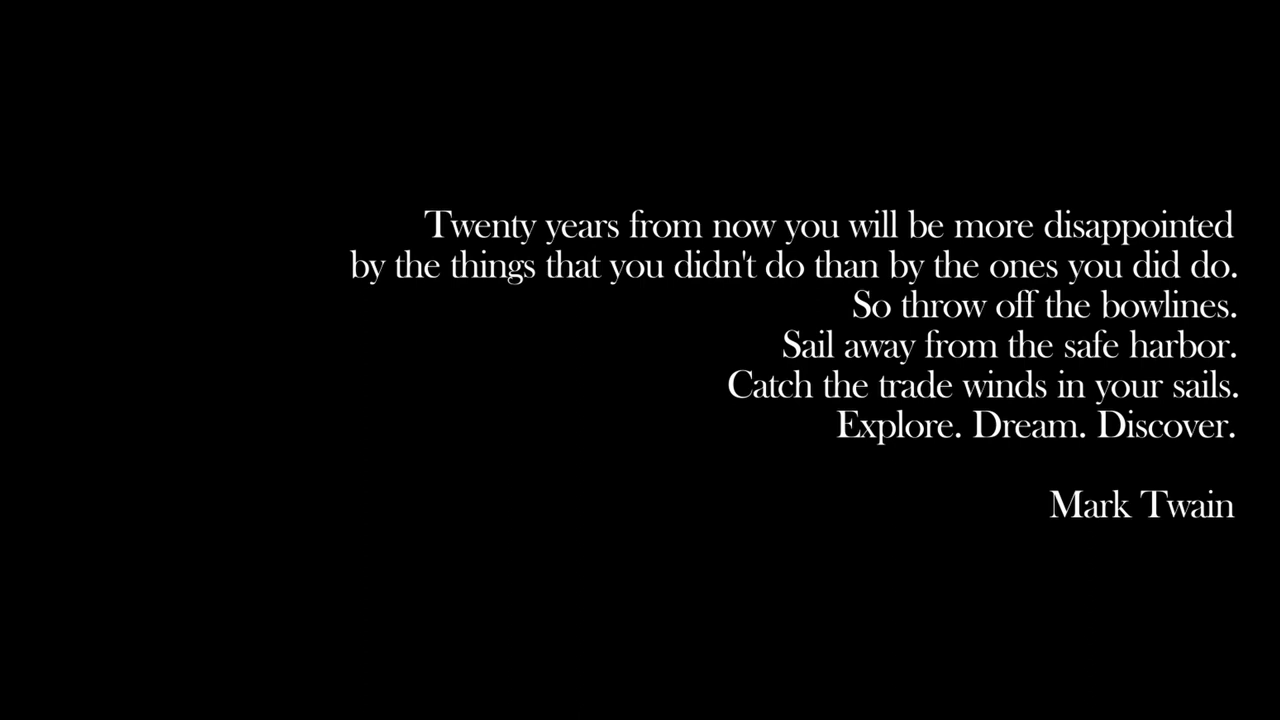 Twenty years from now you will be more disappointed
by the things that you didn't do than by the ones you did do.
So throw off the bowlines.
Sail away from the safe harbor.
Catch the trade winds in your sails.
Explore. Dream. Discover.
Mark Twain